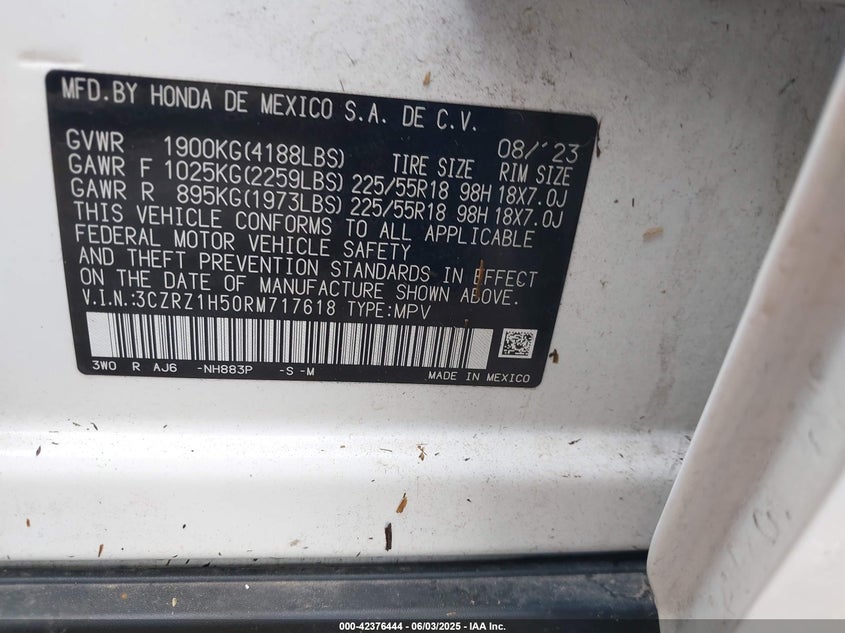 MFD.BY HONDA DE MEXICO S.A. DE C.V.
08/'23
GVWR 1900KG(4188LBS) TIRE SIZE RIM SIZE
GAWR F 1025KG(2259LBS) 225/55R18 98H 18X7.0J
GAWR R 895KG(1973LBS) 225/55R18 98H 18X7.0J
THIS VEHICLE CONFORMS TO ALL APPLICABLE
FEDERAL MOTOR VEHICLE SAFETY
AND THEFT PREVENTION STANDARDS IN EFFECT
ON THE DATE OF MANUFACTURE SHOWN ABOVE.
V.I.N.:3CZRZ1H50RM717618 TYPE:MPV
3W0 R AJ6 -NH883P -S -M
MADE IN MEXICO
000-42376444 - 06/03/2025 - IAA Inc.